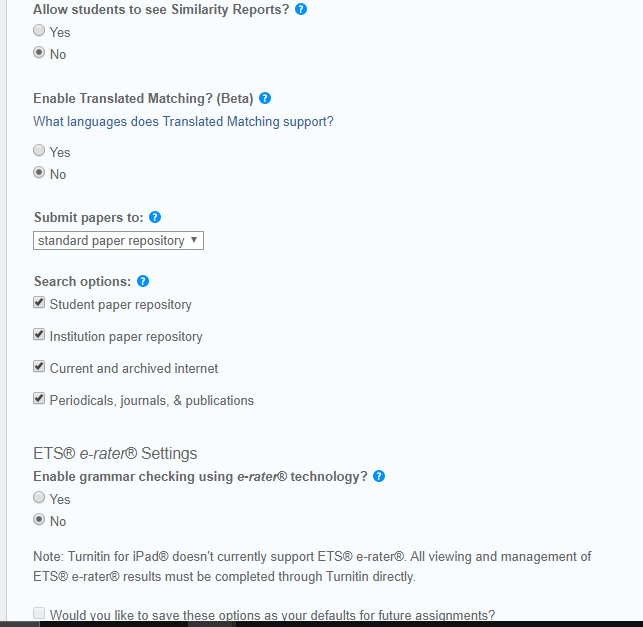 Allow students to see Similarity Reports? ?
Yes
No
Enable Translated Matching? (Beta) ?
What languages does Translated Matching support?
Yes
No
Submit papers to: ?
standard paper repository
Search options: ?
Student paper repository
Institution paper repository
Current and archived internet
Periodicals, journals, & publications
ETS® e-rater® Settings
Enable grammar checking using e-rater® technology? ?
Yes
No
Note: Turnitin for iPad® doesn't currently support ETS® e-rater®. All viewing and management of
ETS® e-rater® results must be completed through Turnitin directly.
Would you like to save these options as your defaults for future assignments?